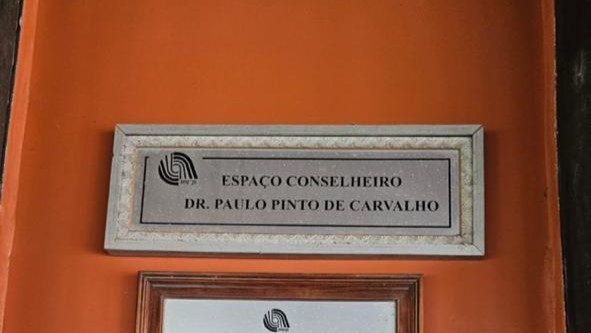 ESPAÇO CONSELHEIRO
DR. PAULO PINTO DE CARVALHO